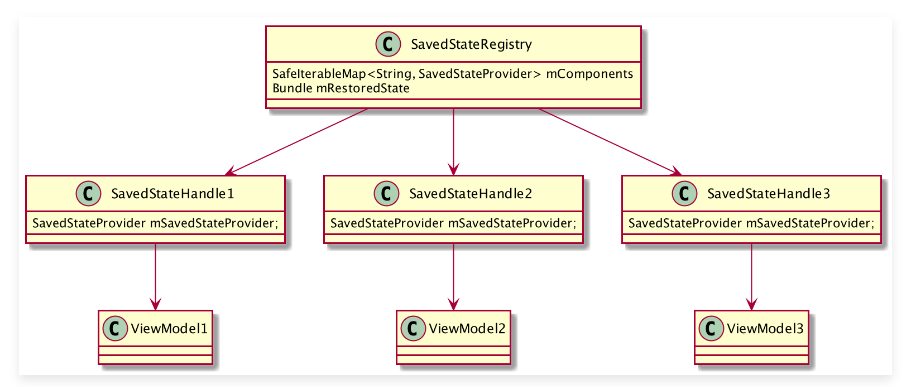 C SavedStateRegistry
SafeIterableMap<String, SavedStateProvider> mComponents
Bundle mRestoredState
C SavedStateHandle1
SavedStateProvider mSavedStateProvider;
C SavedStateHandle2
SavedStateProvider mSavedStateProvider;
C SavedStateHandle3
SavedStateProvider mSavedStateProvider;
C ViewModel1
C ViewModel2
C ViewModel3